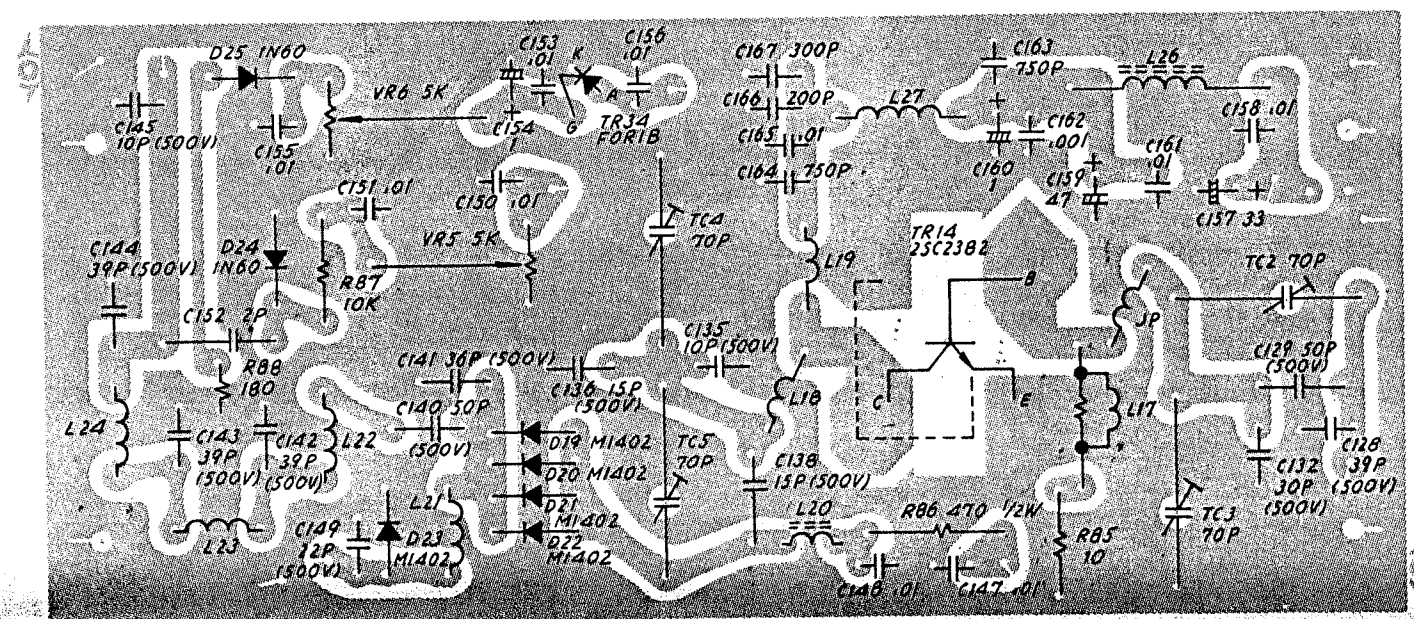 D25 1N60
C145
10P(500V)
C155
.01
VR6 5K
C153
.01
C154
1
K
A
G
TR34
FOR1B
C156
.01
C167 300P
C166
200P
C165 .01
C164 750P
L27
C163
750P
C162
.001
C160
1
L26
C158 .01
C161
.01
C159
47
C157 33
C151 .01
C150 .01
C144
39P(500V)
D24
1N60
VR5 5K
R87
10K
TC4
70P
L19
TR14
2SC2382
B
C
E
TC2 70P
JP
C152
2P
R88
180
C141 36P(500V)
C136 15P
(500V)
C135
10P(500V)
C129 50P
(500V)
L24
C143
39P
(500V)
C142
39P
(500V)
L22
C140 50P
(500V)
D19 M1402
D20 M1402
D21
M1402
D22
M1402
TC5
70P
L18
C138
15P(500V)
L17
C128
39P
(500V)
C132
30P
(500V)
L23
C149
22P
(500V)
D23
M1402
L21
L20
R86 470 1/2W
C148 .01
C147 .01
R85
10
TC3
70P